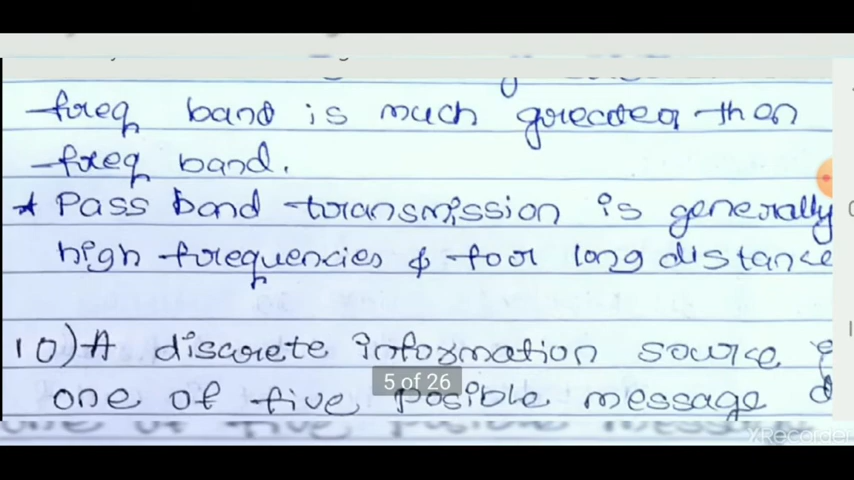 freq band is much greater than
freq band.
* Pass band transmission is generally
high frequencies & for long distance
10) A discrete information source
5 of 26
one of five posible message
XRecorder